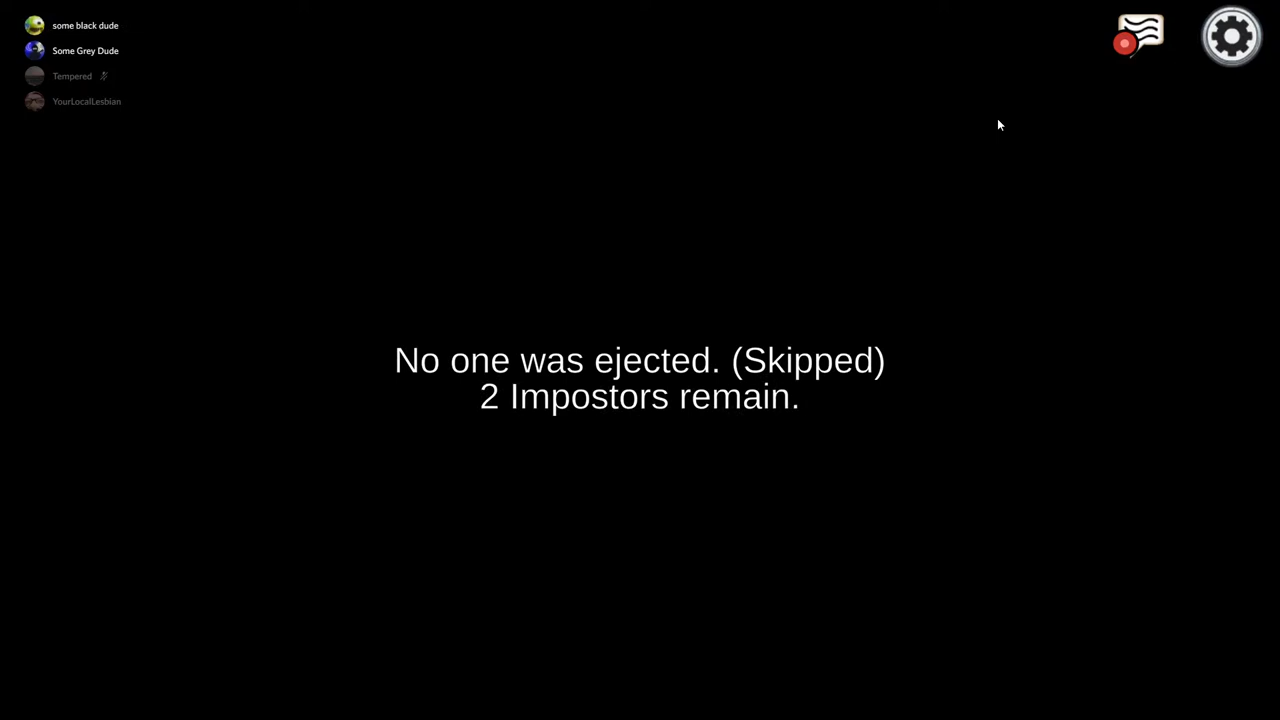 some black dude
Some Grey Dude
Tempered
YourLocalLesbian
No one was ejected. (Skipped)
2 Impostors remain.